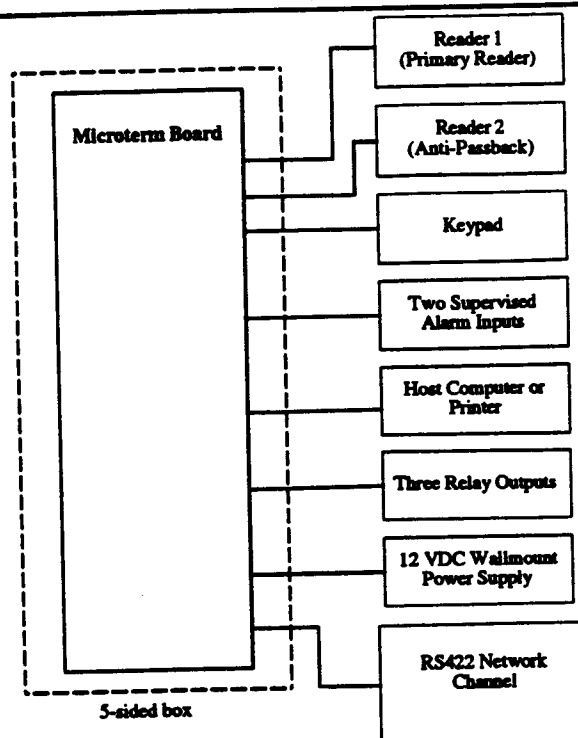 Reader 1
(Primary Reader)
Microterm Board
Reader 2
(Anti-Passback)
Keypad
Two Supervised
Alarm Inputs
Host Computer or
Printer
Three Relay Outputs
12 VDC Wallmount
Power Supply
RS422 Network
Channel
5-sided box